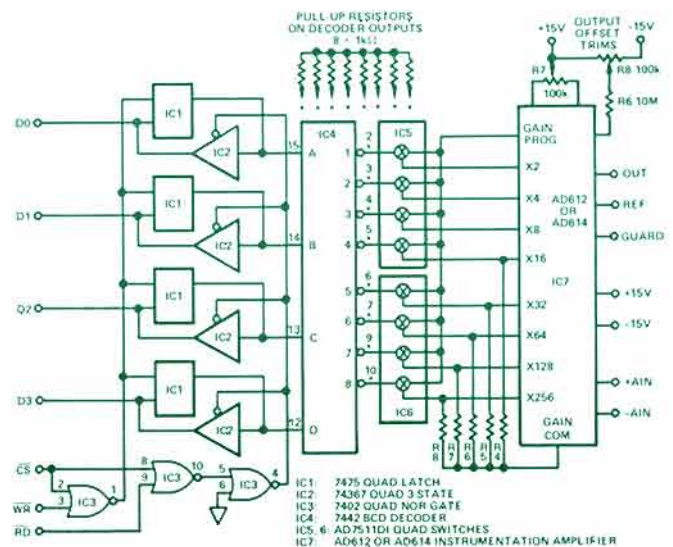 PULL-UP RESISTORS
ON DECODER OUTPUTS
8 - 1kΩ
+15V
OUTPUT
OFFSET
TRIMS
-15V
R7
100k
R8 100k
R6 10M
D0
IC1
IC2
15
A
IC4
2
1
3
2
4
3
5
4
IC5
GAIN
PROG
X2
X4
X8
X16
AD612
OR
AD614
IC7
OUT
REF
GUARD
D1
IC1
IC2
14
B
Q2
IC1
IC2
13
C
6
5
7
6
9
7
10
8
IC6
X32
X64
X128
X256
+15V
-15V
+AIN
-AIN
D3
IC1
IC2
12
D
R8
R7
R6
R5
R4
GAIN
COM
CS
WR
RD
2
3
IC3
1
8
9
IC3
10
5
6
IC3
4
IC1: 7475 QUAD LATCH
IC2: 74367 QUAD 3 STATE
IC3: 7402 QUAD NOR GATE
IC4: 7442 BCD DECODER
IC5, 6: AD7511DI QUAD SWITCHES
IC7: AD612 OR AD614 INSTRUMENTATION AMPLIFIER